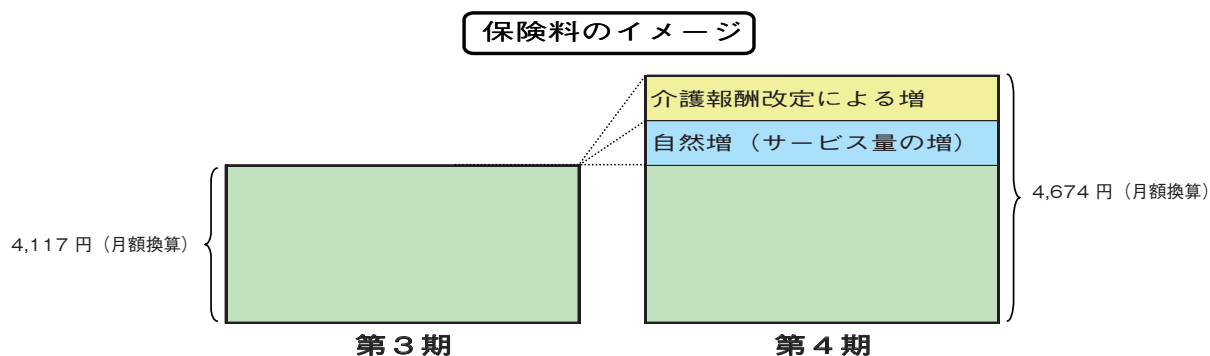 保険料のイメージ
介護報酬改定による増
自然増（サービス量の増）
4,674 円（月額換算）
4,117 円（月額換算）
第３期
第４期